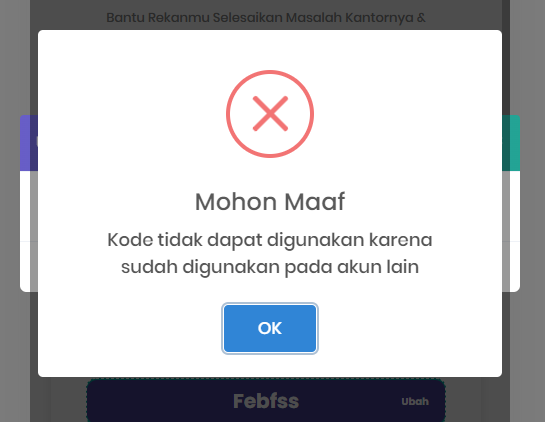 Bantu Rekanmu Selesaikan Masalah Kantornya &
Mohon Maaf
Kode tidak dapat digunakan karena
sudah digunakan pada akun lain
OK
Febfss
Ubah